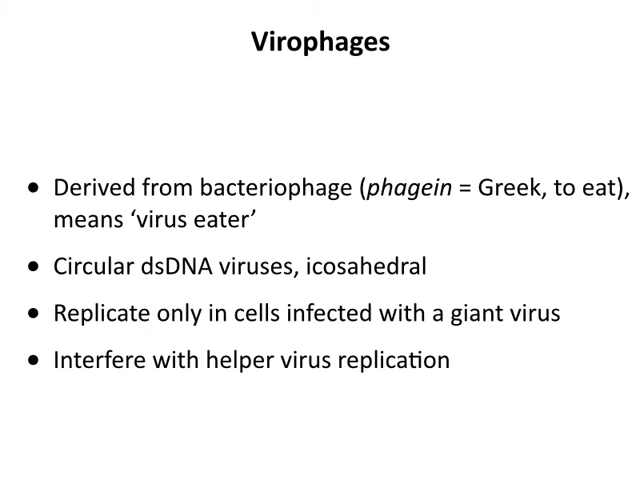 Virophages
• Derived from bacteriophage (phagein = Greek, to eat),
means ‘virus eater’
• Circular dsDNA viruses, icosahedral
• Replicate only in cells infected with a giant virus
• Interfere with helper virus replication